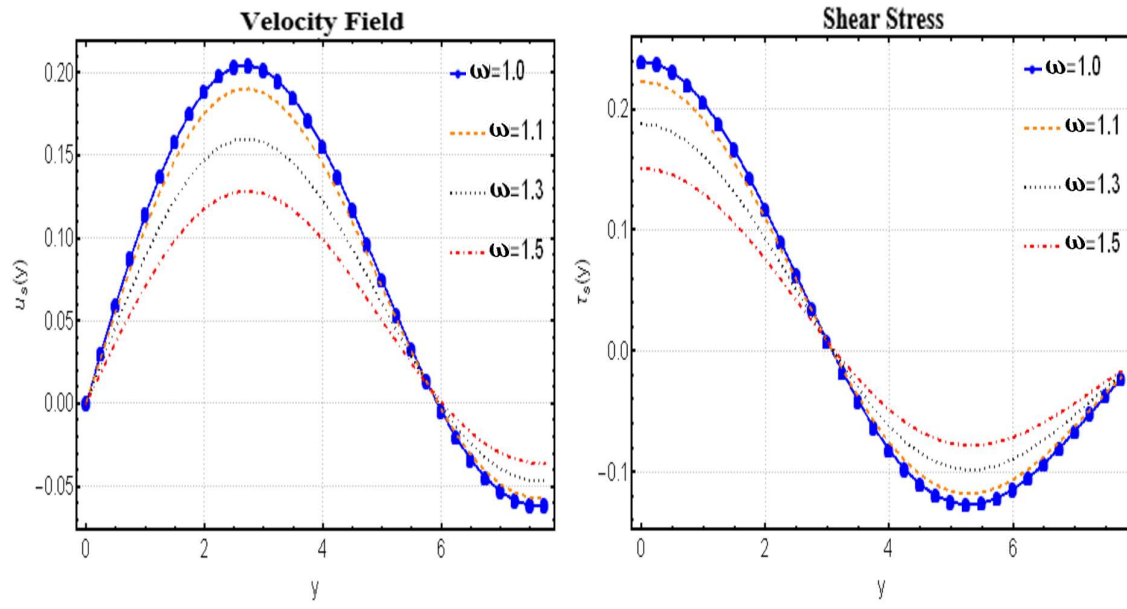 Velocity Field
0.20
0.15
0.10
0.05
0.00
−0.05
u_s(y)
0 2 4 6
y
ω=1.0
ω=1.1
ω=1.3
ω=1.5
Shear Stress
0.2
0.1
0.0
−0.1
τ_s(y)
0 2 4 6
y
ω=1.0
ω=1.1
ω=1.3
ω=1.5